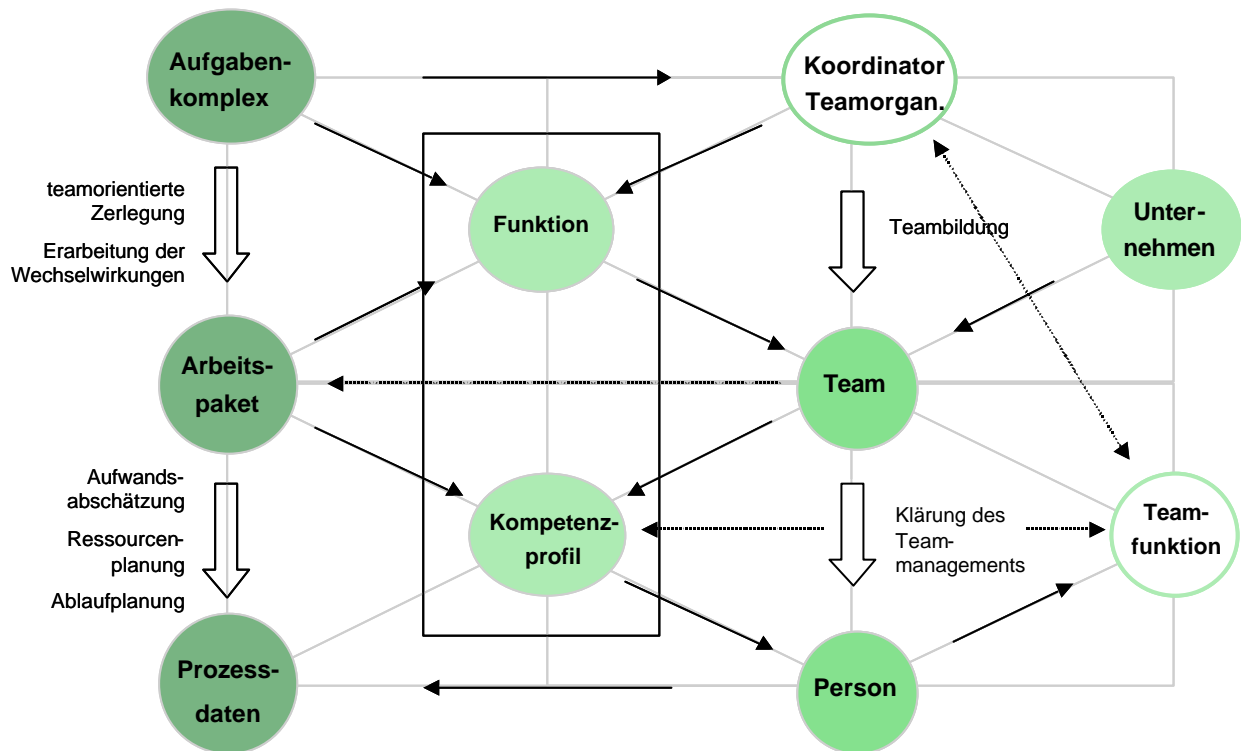 Aufgaben-
komplex
Koordinator
Teamorgan.
teamorientierte
Zerlegung
Erarbeitung der
Wechselwirkungen
Funktion
Teambildung
Unter-
nehmen
Arbeits-
paket
Team
Aufwands-
abschätzung
Ressourcen-
planung
Ablaufplanung
Kompetenz-
profil
Klärung des
Team-
managements
Team-
funktion
Prozess-
daten
Person